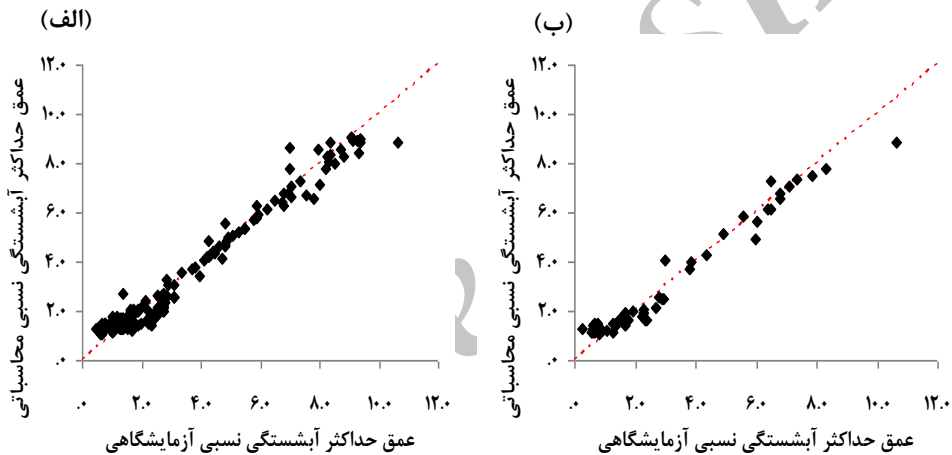 (الف)
عمق حداکثر آبشستگی نسبی محاسباتی
۱۲.۰
۱۰.۰
۸.۰
۶.۰
۴.۰
۲.۰
.۰
.۰ ۲.۰ ۴.۰ ۶.۰ ۸.۰ ۱۰.۰ ۱۲.۰
عمق حداکثر آبشستگی نسبی آزمایشگاهی
(ب)
عمق حداکثر آبشستگی نسبی محاسباتی
۱۲.۰
۱۰.۰
۸.۰
۶.۰
۴.۰
۲.۰
.۰
.۰ ۲.۰ ۴.۰ ۶.۰ ۸.۰ ۱۰.۰ ۱۲.۰
عمق حداکثر آبشستگی نسبی آزمایشگاهی